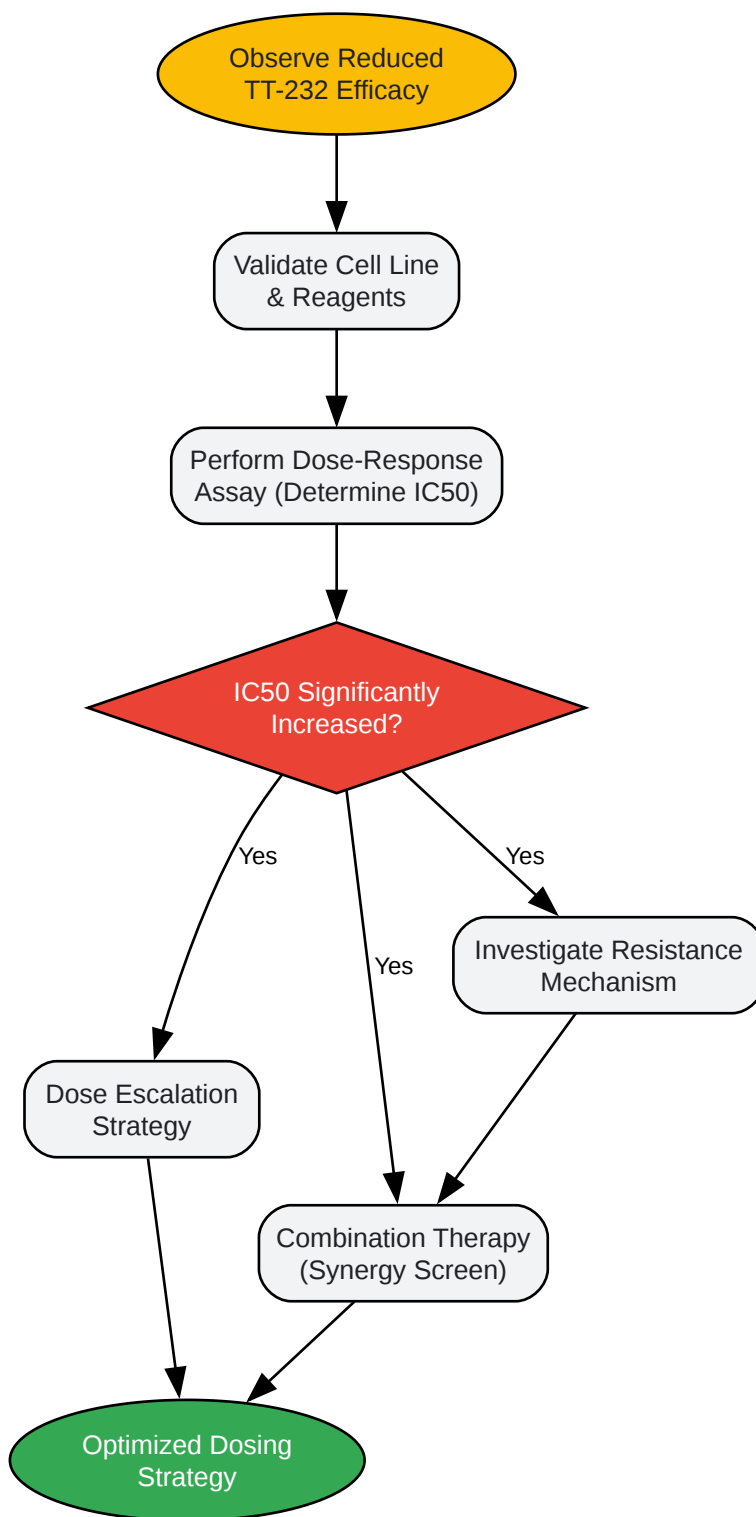 Observe Reduced
TT-232 Efficacy
Validate Cell Line
& Reagents
Perform Dose-Response
Assay (Determine IC50)
IC50 Significantly
Increased?
Yes
Yes
Yes
Investigate Resistance
Mechanism
Dose Escalation
Strategy
Combination Therapy
(Synergy Screen)
Optimized Dosing
Strategy